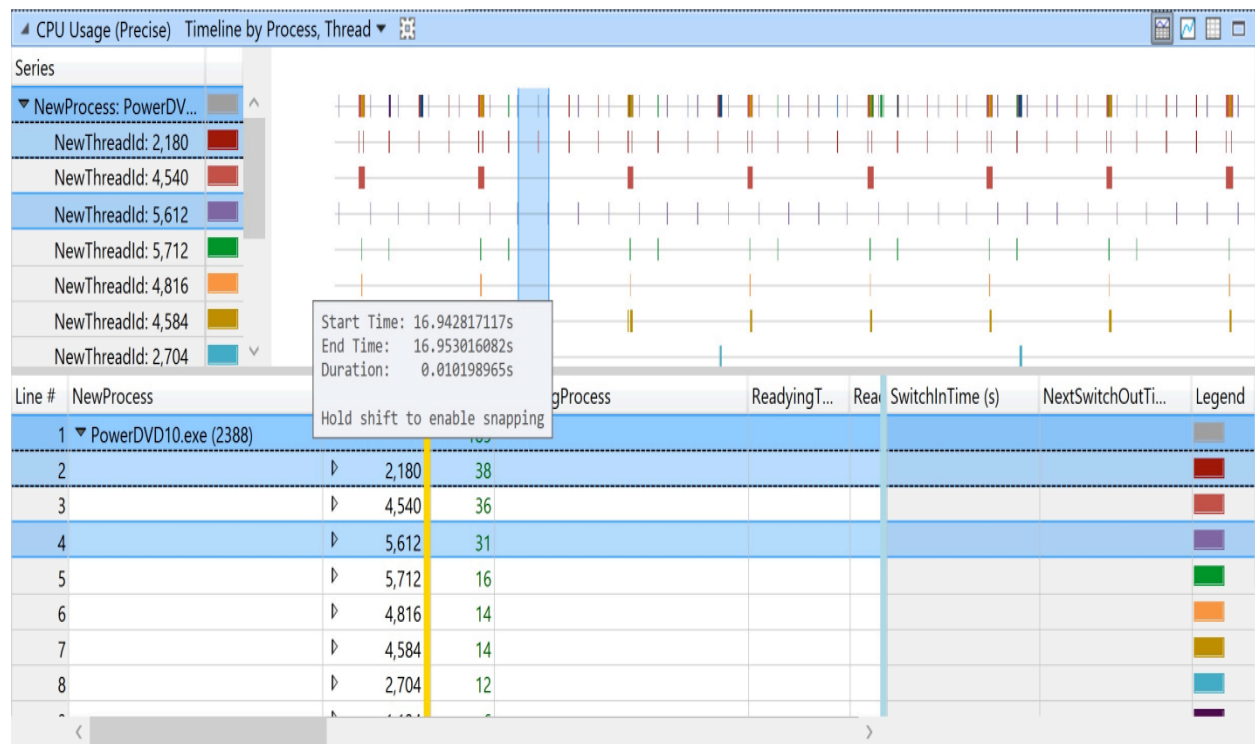 CPU Usage (Precise) Timeline by Process, Thread
Series
NewProcess: PowerDV...
NewThreadId: 2,180
NewThreadId: 4,540
NewThreadId: 5,612
NewThreadId: 5,712
NewThreadId: 4,816
NewThreadId: 4,584
NewThreadId: 2,704
Start Time: 16.942817117s
End Time: 16.953016082s
Duration: 0.010198965s
Hold shift to enable snapping
Line # NewProcess gProcess ReadyingT... Rea SwitchInTime (s) NextSwitchOutTi... Legend
1 PowerDVD10.exe (2388)
2 2,180 38
3 4,540 36
4 5,612 31
5 5,712 16
6 4,816 14
7 4,584 14
8 2,704 12